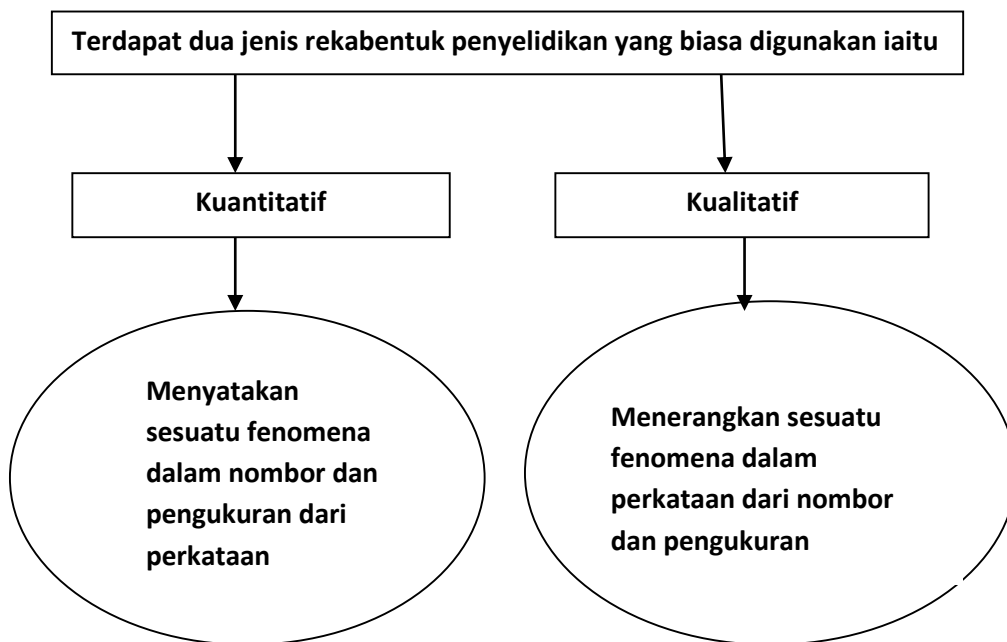 Terdapat dua jenis rekabentuk penyelidikan yang biasa digunakan iaitu
Kuantitatif
Kualitatif
Menyatakan
sesuatu fenomena
dalam nombor dan
pengukuran dari
perkataan
Menerangkan sesuatu
fenomena dalam
perkataan dari nombor
dan pengukuran